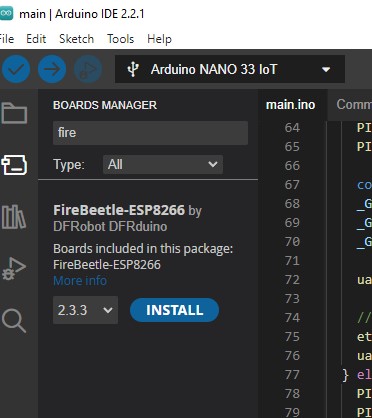 main | Arduino IDE 2.2.1
File Edit Sketch Tools Help
Arduino NANO 33 IoT
BOARDS MANAGER
main.ino Comm
fire
Type: All
FireBeetle-ESP8266 by
DFRobot DFRduino
Boards included in this package:
FireBeetle-ESP8266
More info
2.3.3 INSTALL
64 PI
65 PI
66
67 co
68 _G
69 _G
70 _G
71
72 ua
73
74 //
75 et
76 ua
77 } el
78 PI
79 PI